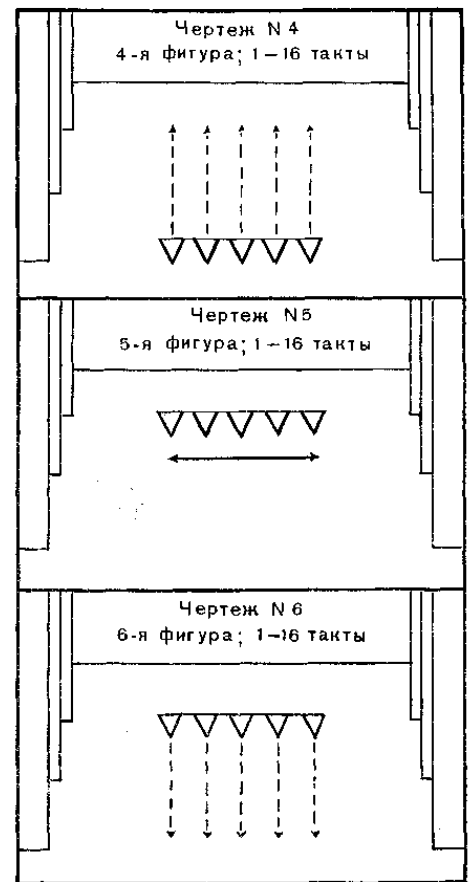 Чертеж N 4
4-я фигура; 1–16 такты
Чертеж N5
5-я фигура; 1–16 такты
Чертеж N 6
6-я фигура; 1–16 такты